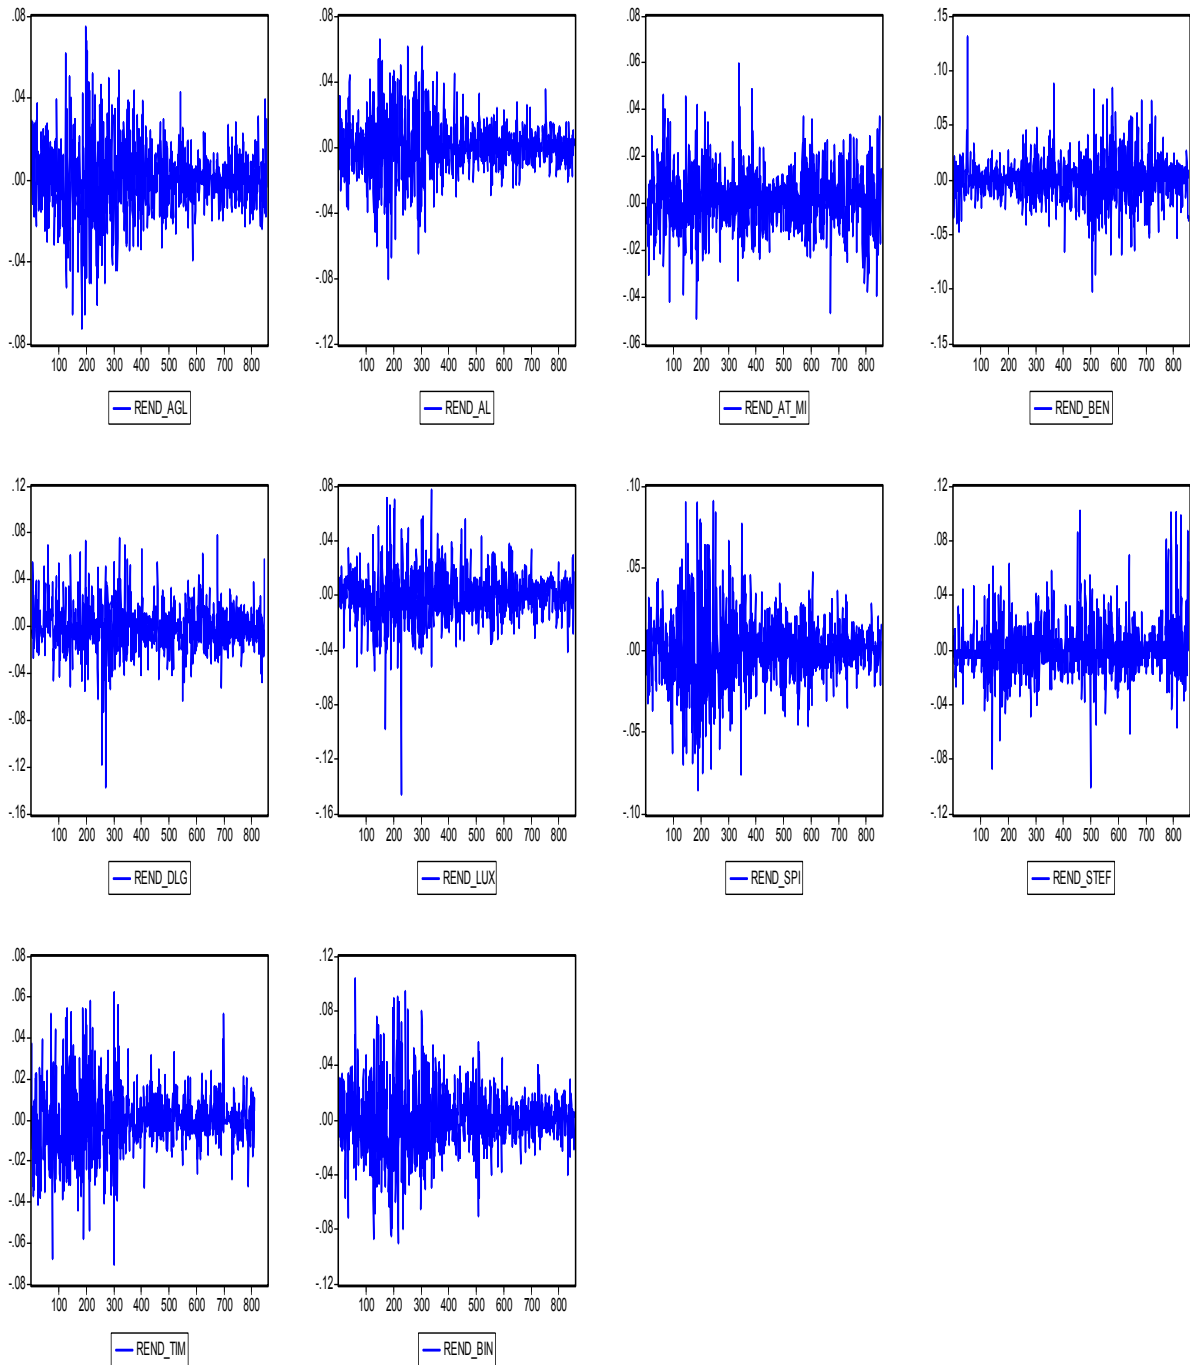 .08 .08 .08 .15
.06 .10
.04 .04 .04 .05
.00 .00 .02 .00
-.04 -.04 .00 -.05
-.08 -.02 -.10
-.08 -.12 -.04 -.15
-.06
100 200 300 400 500 600 700 800 100 200 300 400 500 600 700 800 100 200 300 400 500 600 700 800 100 200 300 400 500 600 700 800
REND_AGL REND_AL REND_AT_MI REND_BEN
.12 .08 .10 .12
.08 .04 .08
.04 .00 .05 .04
.00 -.04 .00 .00
-.04 -.08 -.05 -.04
-.08 -.12 -.08
-.12 -.16 -.10 -.12
-.16
100 200 300 400 500 600 700 800 100 200 300 400 500 600 700 800 100 200 300 400 500 600 700 800 100 200 300 400 500 600 700 800
REND_DLG REND_LUX REND_SPI REND_STEF
.08 .12
.06 .08
.04 .04
.02 .00
.00 -.04
-.02 -.08
-.04 -.12
-.06
-.08
100 200 300 400 500 600 700 800 100 200 300 400 500 600 700 800
REND_TIM REND_BIN